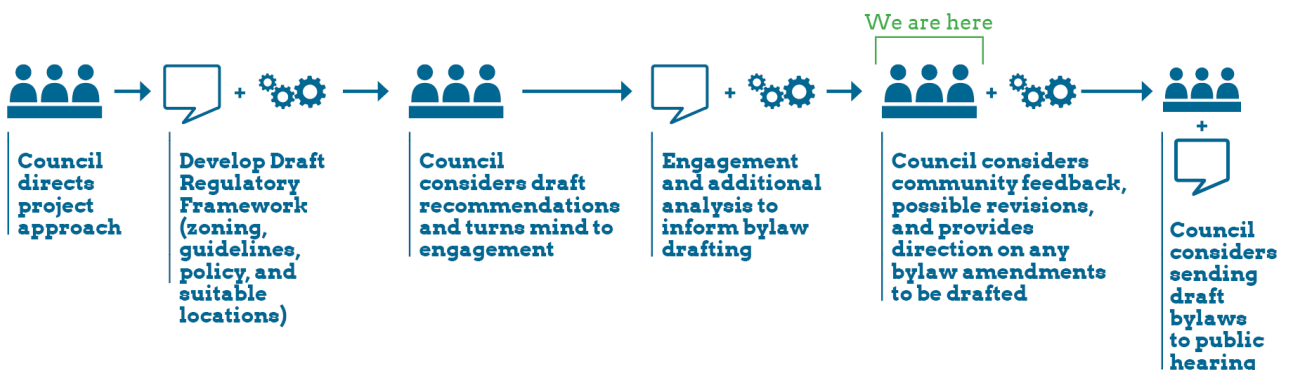 We are here
Council
directs
project
approach
Develop Draft
Regulatory
Framework
(zoning,
guidelines,
policy, and
suitable
locations)
Council
considers draft
recommendations
and turns mind to
engagement
Engagement
and additional
analysis to
inform bylaw
drafting
Council considers
community feedback,
possible revisions,
and provides
direction on any
bylaw amendments
to be drafted
Council
considers
sending
draft
bylaws
to public
hearing